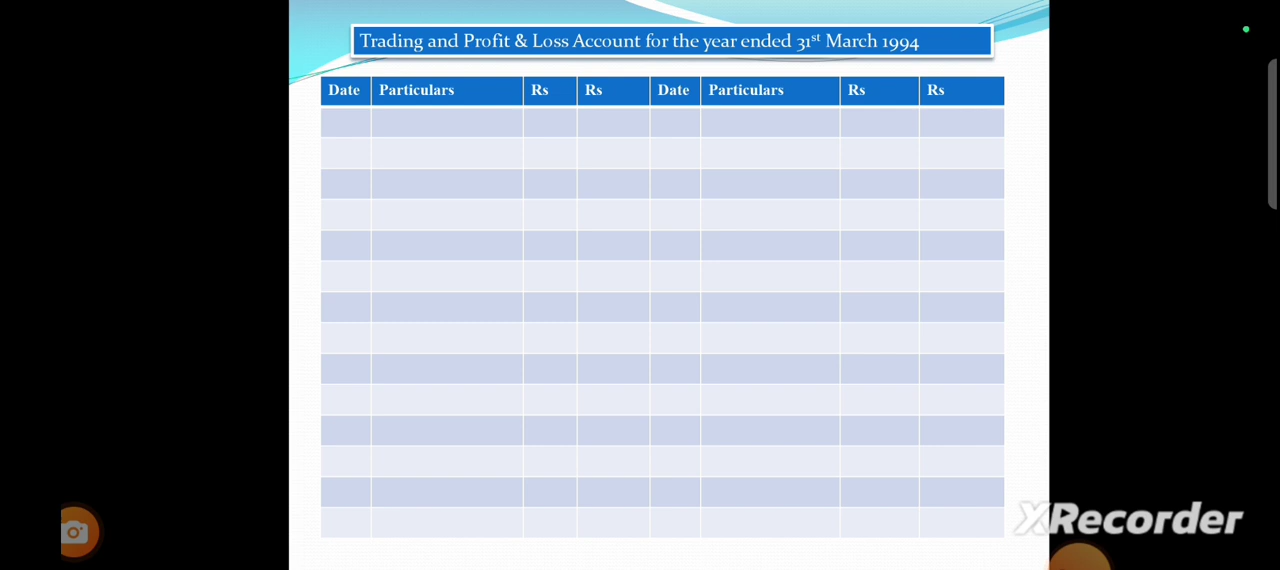 Trading and Profit & Loss Account for the year ended 31st March 1994
Date Particulars Rs Rs Date Particulars Rs Rs
XRecorder